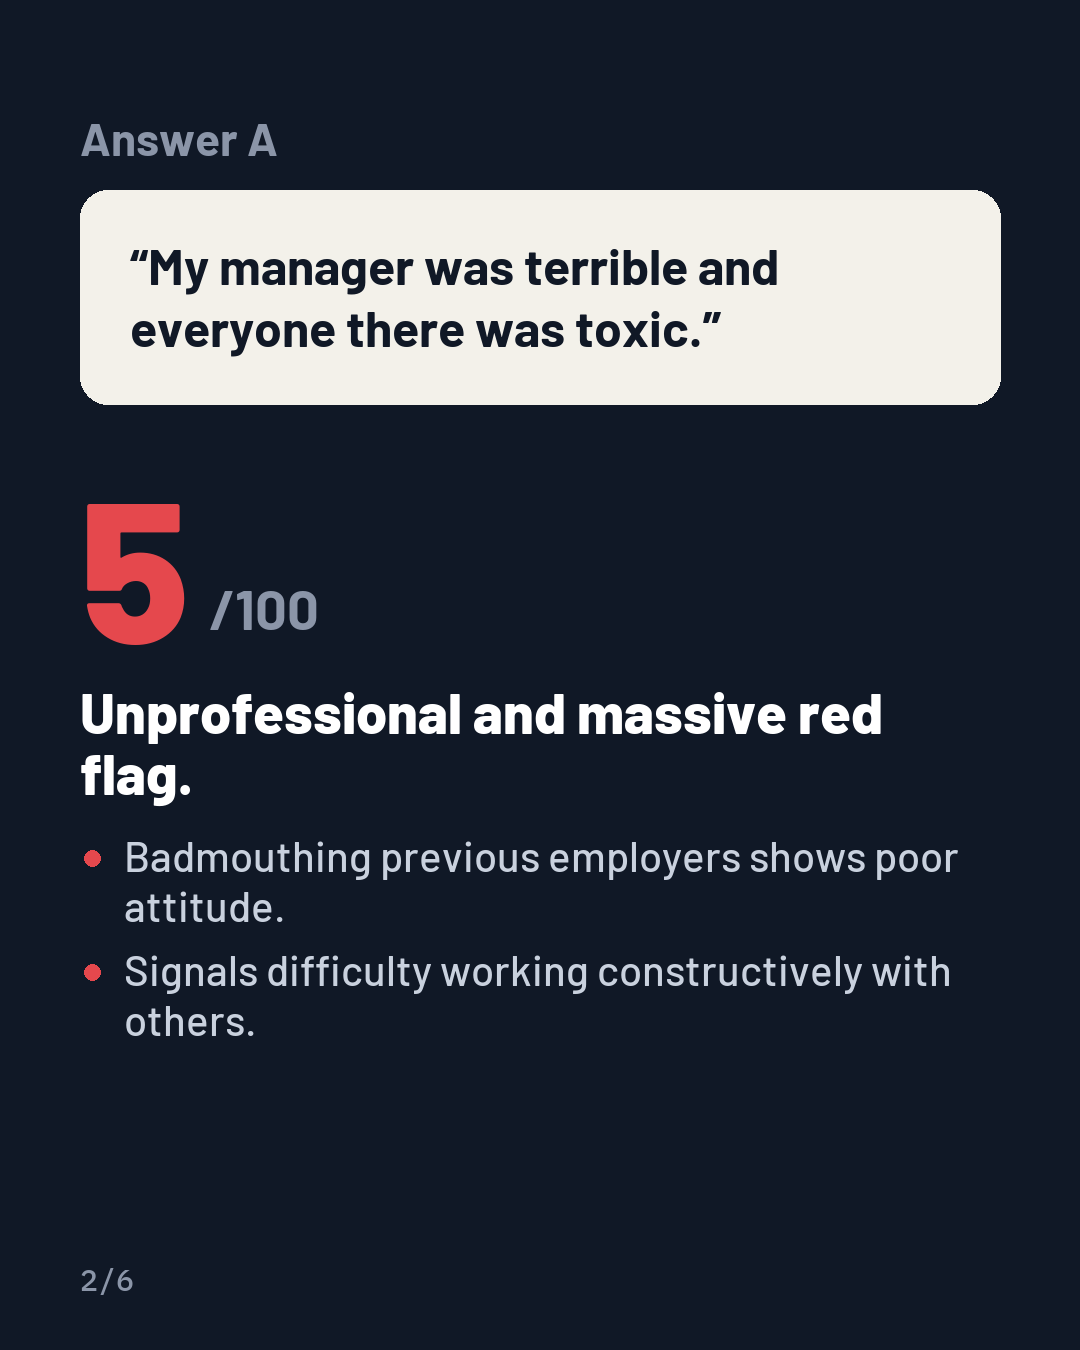 Answer A
“My manager was terrible and
everyone there was toxic.”
5 /100
Unprofessional and massive red
flag.
• Badmouthing previous employers shows poor
attitude.
• Signals difficulty working constructively with
others.
2/6